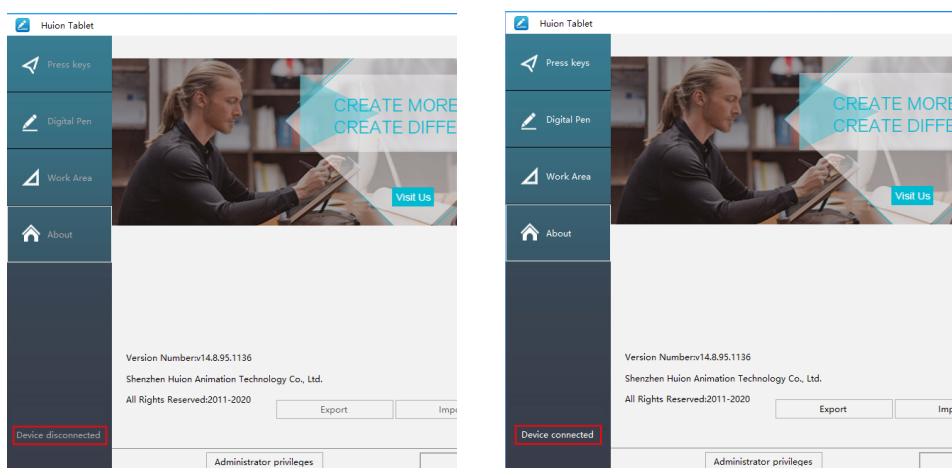 Huion Tablet
Press keys
CREATE MORE
Digital Pen
CREATE DIFFE
Work Area
Visit Us
About
Version Number:v14.8.95.1136
Shenzhen Huion Animation Technology Co., Ltd.
All Rights Reserved:2011-2020
Export
Imp
Device disconnected
Administrator privileges
Huion Tablet
Press keys
CREATE MORE
Digital Pen
CREATE DIFFE
Work Area
Visit Us
About
Version Number:v14.8.95.1136
Shenzhen Huion Animation Technology Co., Ltd.
All Rights Reserved:2011-2020
Export
Imp
Device connected
Administrator privileges